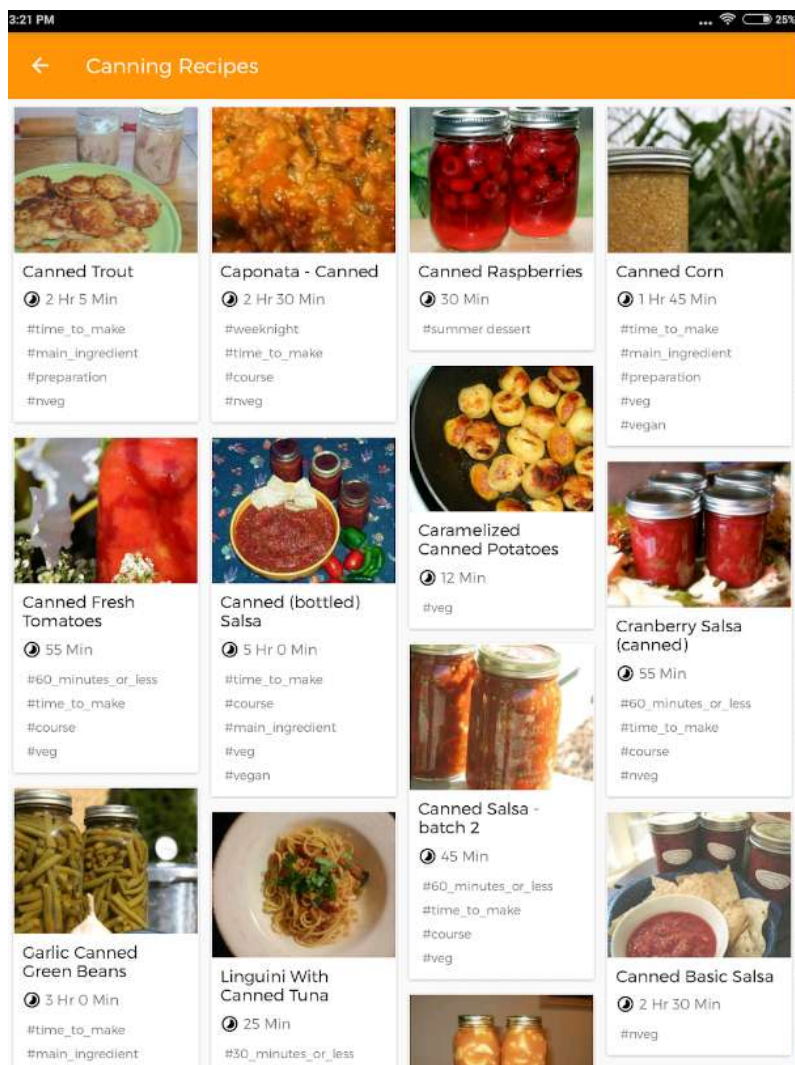 3:21 PM
... 25%
Canning Recipes
Canned Trout
2 Hr 5 Min
#time_to_make
#main_ingredient
#preparation
#nveg
Caponata - Canned
2 Hr 30 Min
#weeknight
#time_to_make
#course
#nveg
Canned Raspberries
30 Min
#summer dessert
Canned Corn
1 Hr 45 Min
#time_to_make
#main_ingredient
#preparation
#veg
#vegan
Canned Fresh
Tomatoes
55 Min
#60_minutes_or_less
#time_to_make
#course
#veg
Canned (bottled)
Salsa
5 Hr 0 Min
#time_to_make
#course
#main_ingredient
#veg
#vegan
Caramelized
Canned Potatoes
12 Min
#veg
Cranberry Salsa
(canned)
55 Min
#60_minutes_or_less
#time_to_make
#course
#nveg
Garlic Canned
Green Beans
3 Hr 0 Min
#time_to_make
#main_ingredient
Linguini With
Canned Tuna
25 Min
#30_minutes_or_less
Canned Salsa -
batch 2
45 Min
#60_minutes_or_less
#time_to_make
#course
#veg
Canned Basic Salsa
2 Hr 30 Min
#nveg